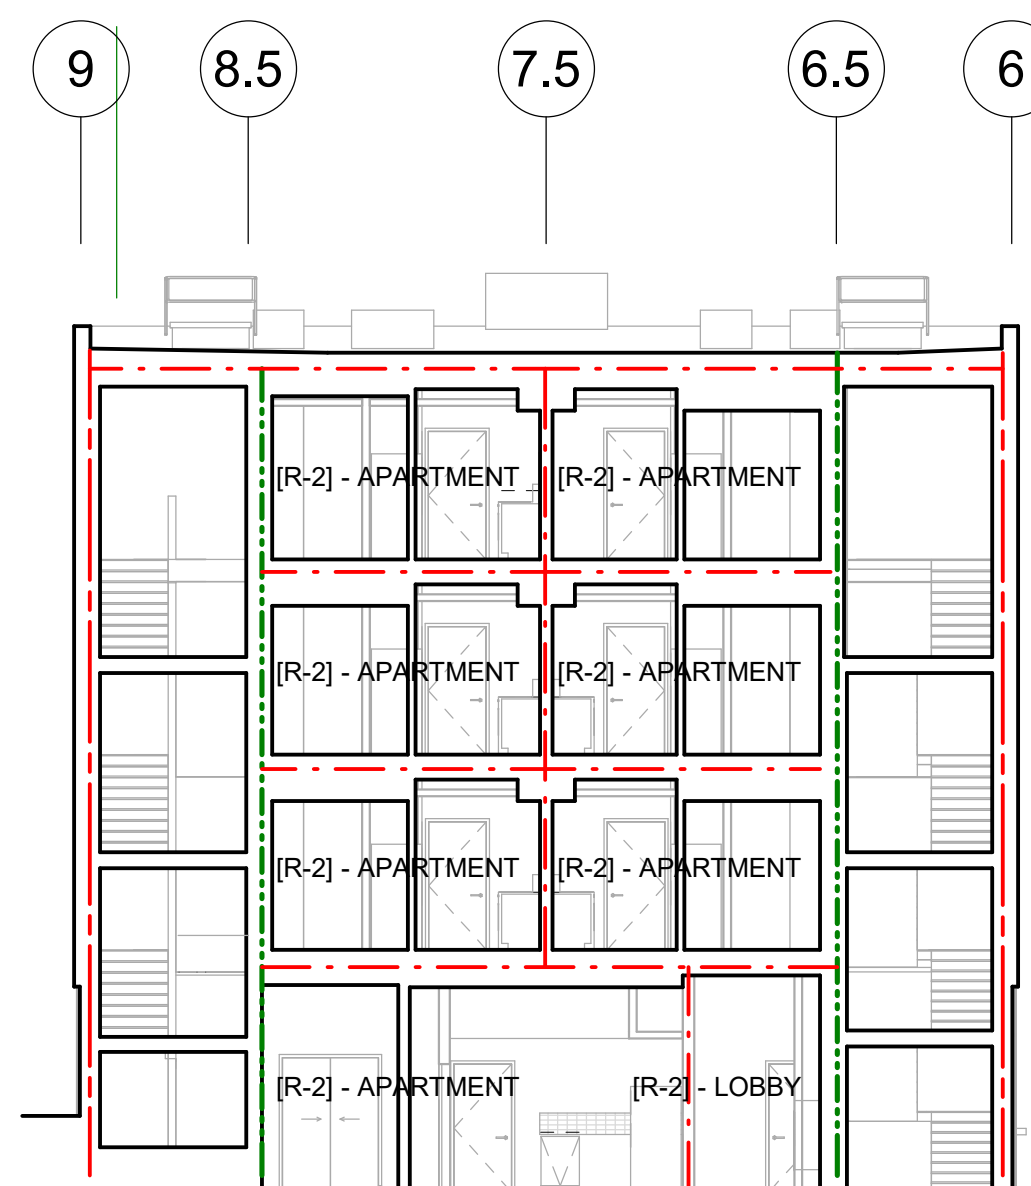 9
8.5
7.5
6.5
6
[R-2] - APARTMENT
[R-2] - APARTMENT
[R-2] - APARTMENT
[R-2] - APARTMENT
[R-2] - APARTMENT
[R-2] - APARTMENT
[R-2] - APARTMENT
[R-2] - LOBBY